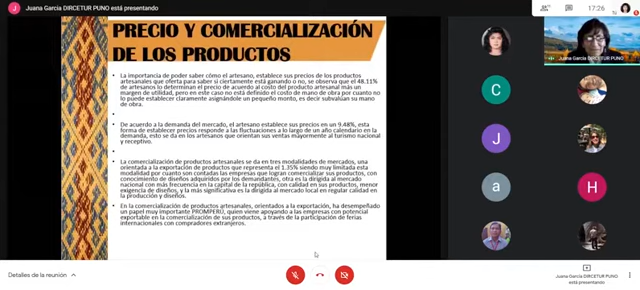 J Juana Garcia DIRCETUR PUNO está presentando
17:26
PRECIO Y COMERCIALIZACIÓN
DE LOS PRODUCTOS
• La importancia de poder saber cómo el artesano, establece sus precios de los productos
artesanales que oferta para saber si ciertamente está ganando o no, se observa que el 48.11%
de artesanos lo determinan el precio de acuerdo al costo del producto artesanal más un
margen de utilidad, pero en este caso no está definido el costo de mano de obra por cuanto no
lo puede establecer claramente asignándole un pequeño monto, es decir subvalúan su mano
de obra.
•
• De acuerdo a la demanda del mercado, el artesano establece sus precios en un 9.48%, esta
forma de establecer precios responde a las fluctuaciones a lo largo de un año calendario en la
demanda, esto se da en los artesanos que orientan sus ventas mayormente al turismo nacional
y receptivo.
•
• La comercialización de productos artesanales se da en tres modalidades de mercados, una
orientada a la exportación de productos que representa el 1.35% siendo muy limitada esta
modalidad por cuanto son contadas las empresas que logran comercializar sus productos, con
conocimiento de diseños adquiridos por los demandantes, otra es la dirigida al mercado
nacional con más frecuencia en la capital de la república, con calidad en sus productos, menor
exigencia de diseños, y la más significativa es la dirigida al mercado local en regular calidad en
la producción y diseños.
• En la comercialización de productos artesanales, orientados a la exportación, ha desempeñado
un papel muy importante PROMPERÚ, quien viene apoyando a las empresas con potencial
exportable en la comercialización de sus productos, a través de la participación de ferias
internacionales con compradores extranjeros.
Juana Garcia DIRCETUR PUNO
C
J
a
H
Detalles de la reunión
Juana Garcia DIRCETUR PUNO
está presentando